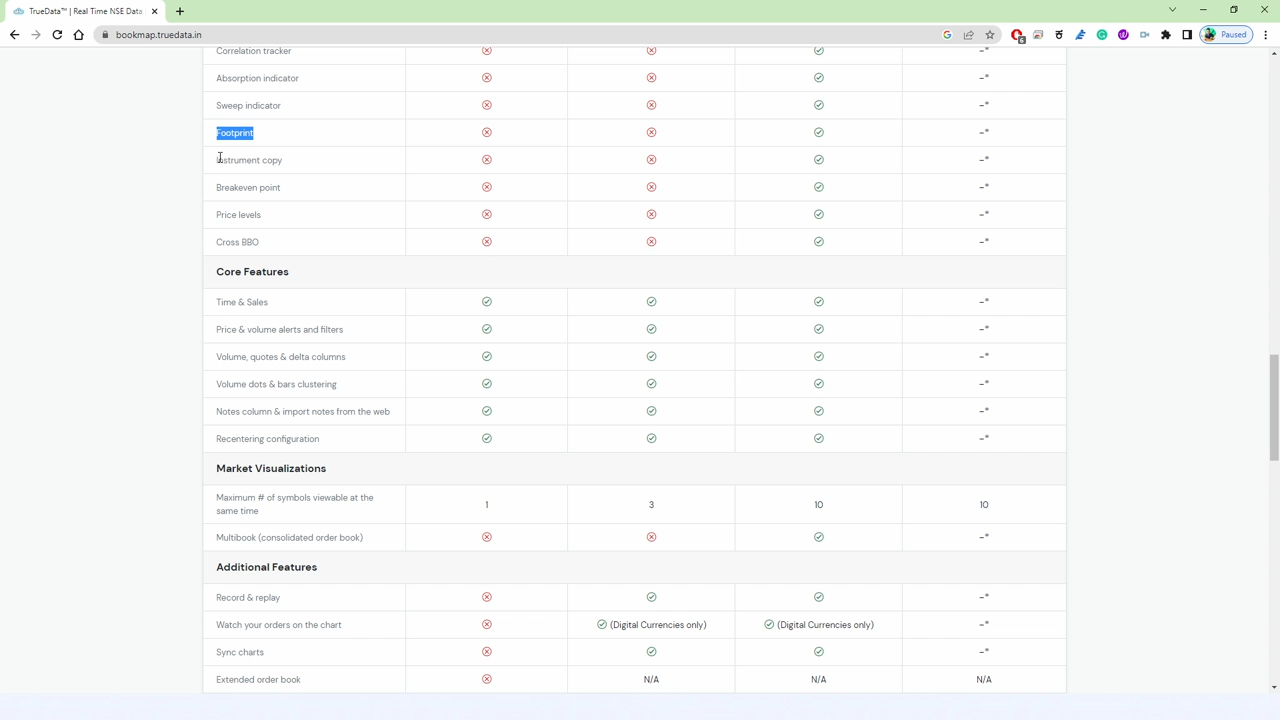 TrueData™ | Real Time NSE Data
bookmap.truedata.in
Paused
Correlation tracker -*
Absorption indicator -*
Sweep indicator -*
Footprint -*
Instrument copy -*
Breakeven point -*
Price levels -*
Cross BBO -*
Core Features
Time & Sales -*
Price & volume alerts and filters -*
Volume, quotes & delta columns -*
Volume dots & bars clustering -*
Notes column & import notes from the web -*
Recentering configuration -*
Market Visualizations
Maximum # of symbols viewable at the
same time 1 3 10 10
Multibook (consolidated order book) -*
Additional Features
Record & replay -*
Watch your orders on the chart (Digital Currencies only) (Digital Currencies only) -*
Sync charts -*
Extended order book N/A N/A N/A